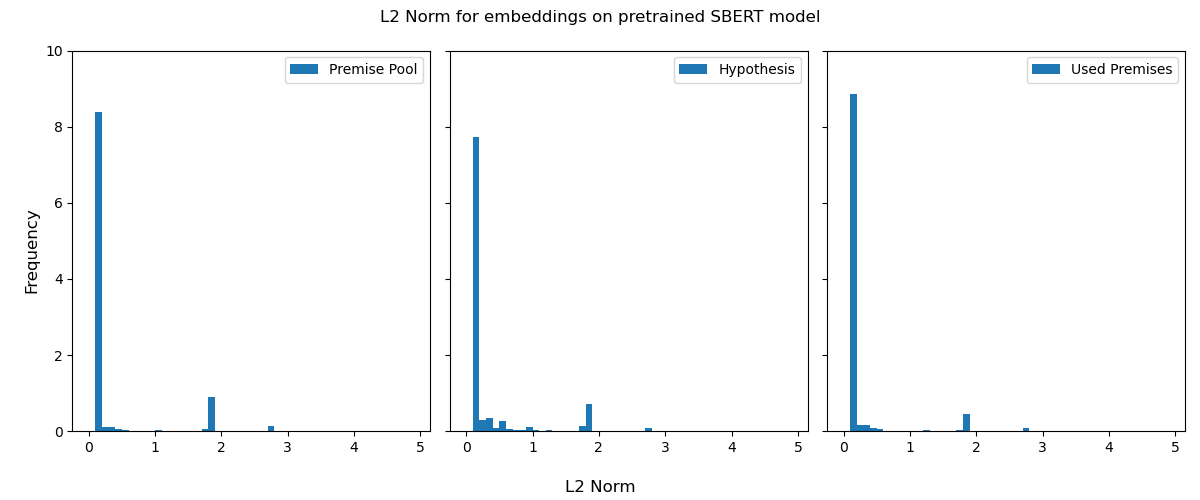 L2 Norm for embeddings on pretrained SBERT model
Premise Pool
Hypothesis
Used Premises
Frequency
10
8
6
4
2
0
0 1 2 3 4 5
0 1 2 3 4 5
0 1 2 3 4 5
L2 Norm